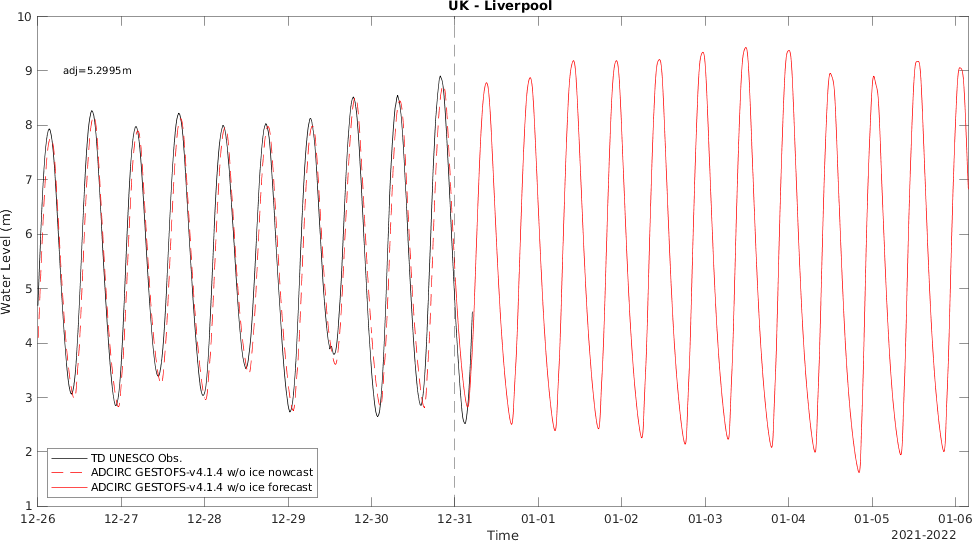 UK - Liverpool
10
9
8
7
6
5
4
3
2
1
Water Level (m)
adj=5.2995m
TD UNESCO Obs.
ADCIRC GESTOFS-v4.1.4 w/o ice nowcast
ADCIRC GESTOFS-v4.1.4 w/o ice forecast
12-26 12-27 12-28 12-29 12-30 12-31 01-01 01-02 01-03 01-04 01-05 01-06
Time
2021-2022